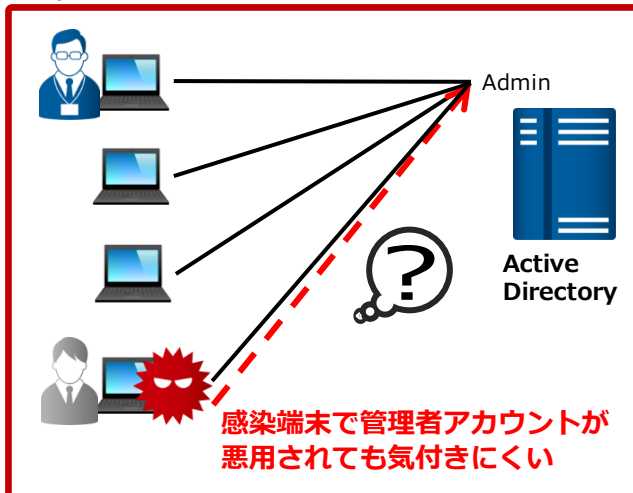 Admin
?
Active
Directory
感染端末で管理者アカウントが
悪用されても気付きにくい